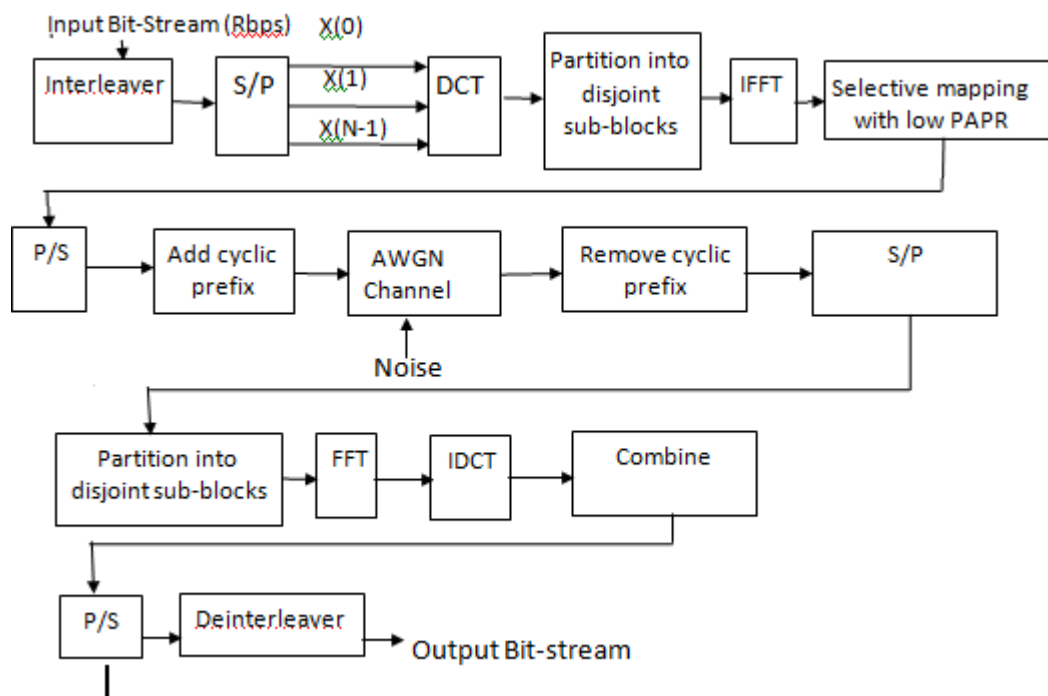 Input Bit-Stream (Rbps) X(0)
Interleaver
S/P
X(1)
X(N-1)
DCT
Partition into
disjoint
sub-blocks
IFFT
Selective mapping
with low PAPR
P/S
Add cyclic
prefix
AWGN
Channel
Noise
Remove cyclic
prefix
S/P
Partition into
disjoint sub-blocks
FFT
IDCT
Combine
P/S
Deinterleaver
Output Bit-stream